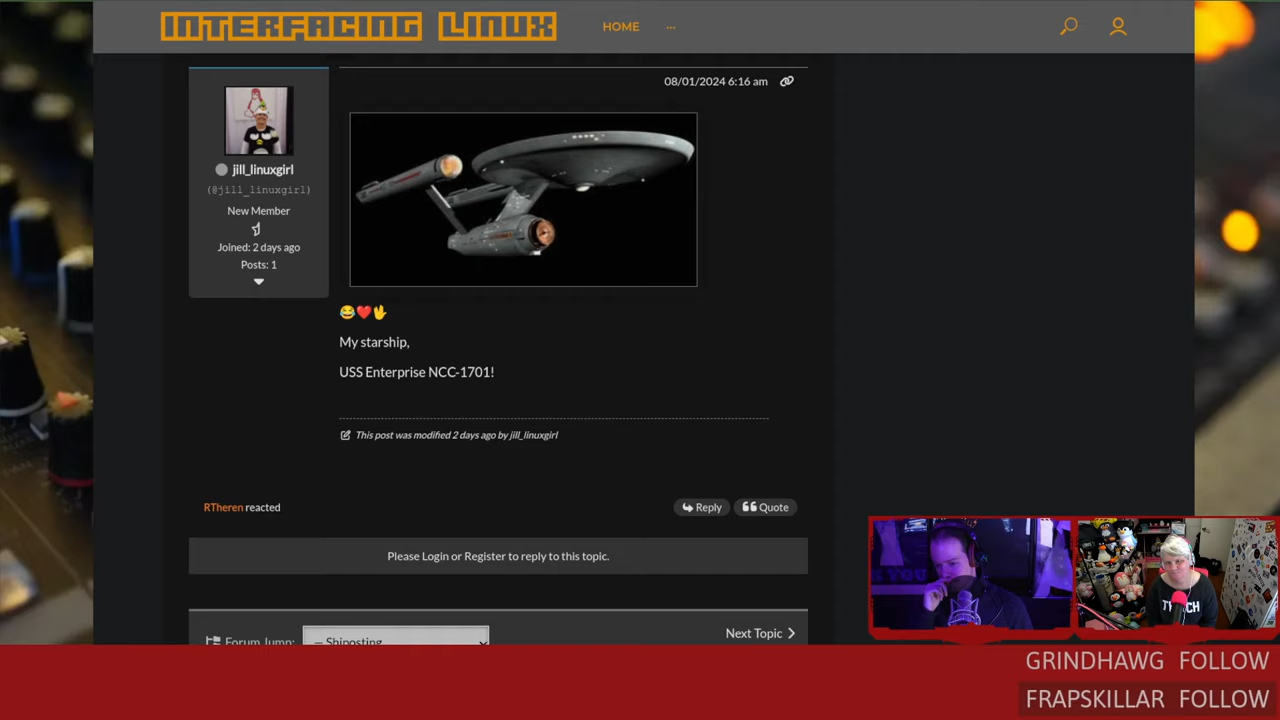 INTERFACING LINUX
HOME
...
08/01/2024 6:16 am
jill_linuxgirl
(@jill_linuxgirl)
New Member
Joined: 2 days ago
Posts: 1
😂❤️🖖
My starship,
USS Enterprise NCC-1701!
This post was modified 2 days ago by jill_linuxgirl
RTheren reacted
Reply
Quote
Please Login or Register to reply to this topic.
Forum Jump:
— Shiposting
Next Topic
GRINDHAWG FOLLOW
FRAPSKILLAR FOLLOW